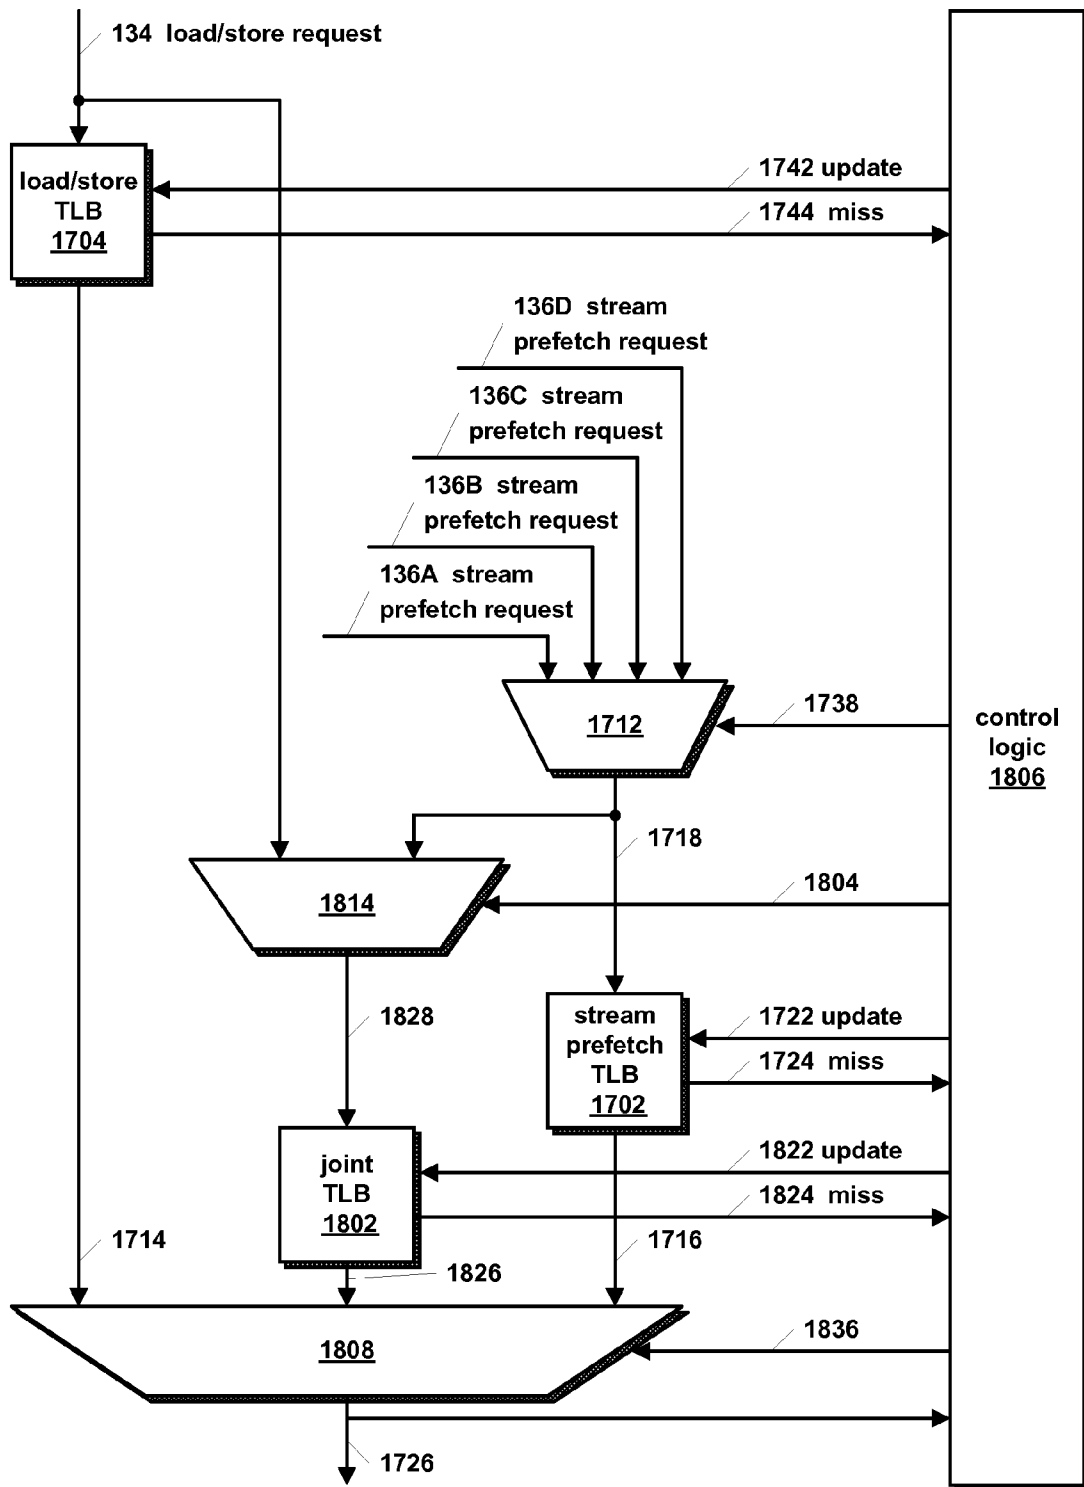 134 load/store request
load/store
TLB
1704
1742 update
1744 miss
136D stream
prefetch request
136C stream
prefetch request
136B stream
prefetch request
136A stream
prefetch request
1712
1738
control
logic
1806
1718
1814
1804
1828
stream
prefetch
TLB
1702
1722 update
1724 miss
joint
TLB
1802
1822 update
1824 miss
1714
1826
1716
1808
1836
1726